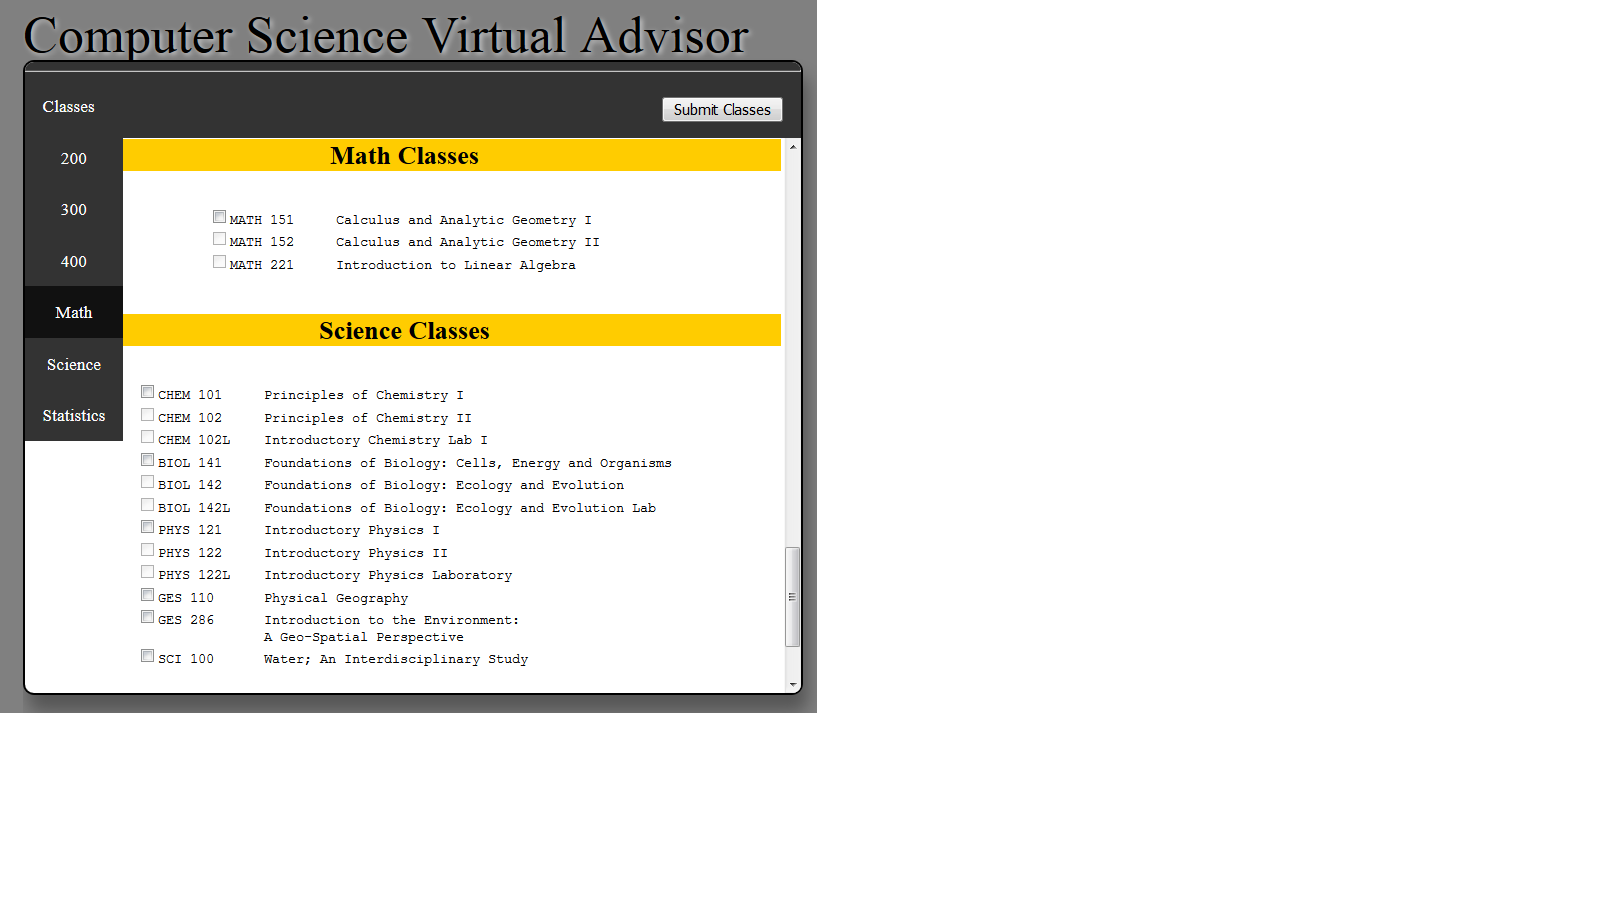 Computer Science Virtual Advisor
Classes
Submit Classes
200
300
400
Math
Science
Statistics
Math Classes
MATH 151 Calculus and Analytic Geometry I
MATH 152 Calculus and Analytic Geometry II
MATH 221 Introduction to Linear Algebra
Science Classes
CHEM 101 Principles of Chemistry I
CHEM 102 Principles of Chemistry II
CHEM 102L Introductory Chemistry Lab I
BIOL 141 Foundations of Biology: Cells, Energy and Organisms
BIOL 142 Foundations of Biology: Ecology and Evolution
BIOL 142L Foundations of Biology: Ecology and Evolution Lab
PHYS 121 Introductory Physics I
PHYS 122 Introductory Physics II
PHYS 122L Introductory Physics Laboratory
GES 110 Physical Geography
GES 286 Introduction to the Environment:
A Geo-Spatial Perspective
SCI 100 Water; An Interdisciplinary Study